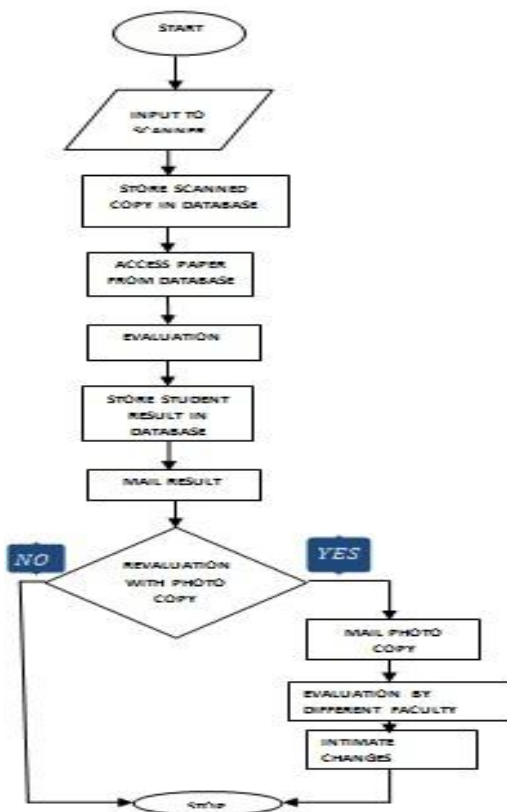 START
INPUT TO
SCANNER
STORE SCANNED
COPY IN DATABASE
ACCESS PAPER
FROM DATABASE
EVALUATION
STORE STUDENT
RESULT IN
DATABASE
MAIL RESULT
NO
YES
REVALUATION
WITH PHOTO
COPY
MAIL PHOTO
COPY
EVALUATION BY
DIFFERENT FACULTY
INTIMATE
CHANGES
STOP